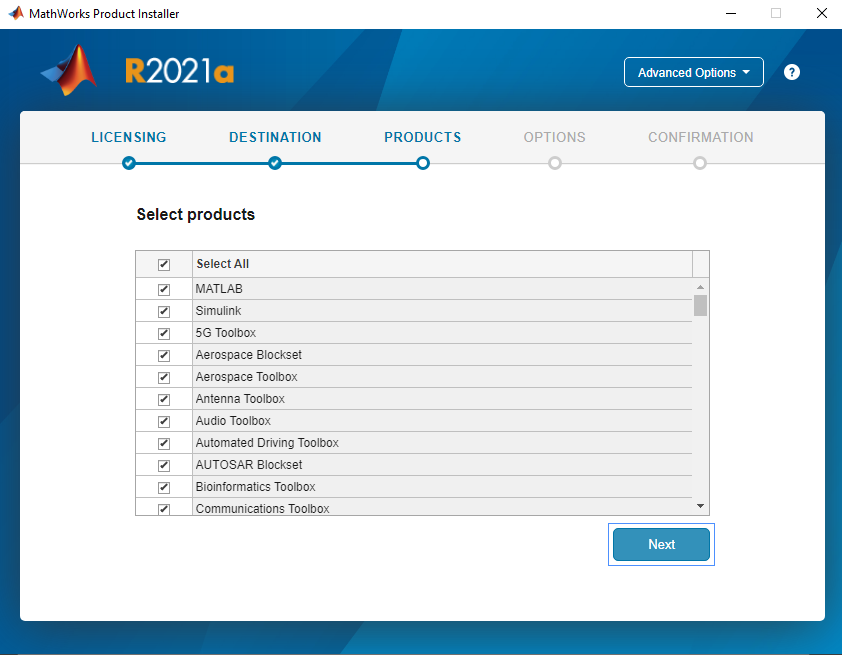 MathWorks Product Installer
R2021a
Advanced Options
?
LICENSING DESTINATION PRODUCTS OPTIONS CONFIRMATION
Select products
Select All
MATLAB
Simulink
5G Toolbox
Aerospace Blockset
Aerospace Toolbox
Antenna Toolbox
Audio Toolbox
Automated Driving Toolbox
AUTOSAR Blockset
Bioinformatics Toolbox
Communications Toolbox
Next